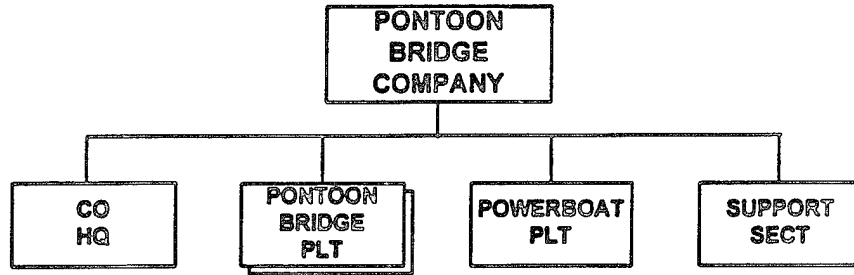 PONTOON
BRIDGE
COMPANY
CO
HQ
PONTOON
BRIDGE
PLT
POWERBOAT
PLT
SUPPORT
SECT